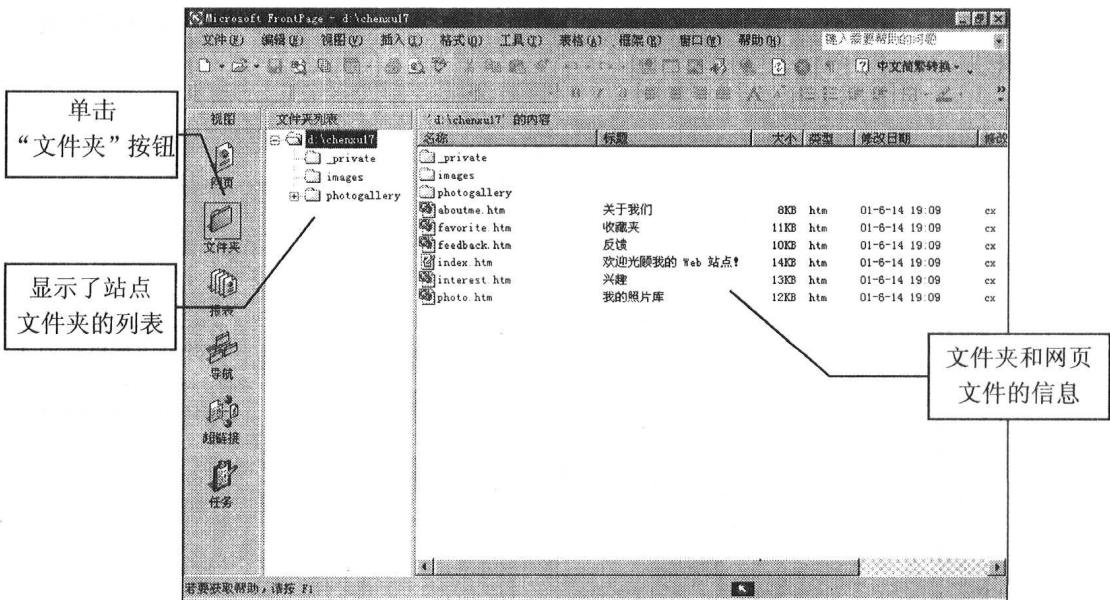 Microsoft FrontPage - d:\chenxu17
文件(F) 编辑(E) 视图(V) 插入(I) 格式(O) 工具(T) 表格(A) 框架(R) 窗口(W) 帮助(H) 键入需要帮助的问题
中文简繁转换
视图 文件夹列表 'd:\chenxu17' 的内容
名称 标题 大小 类型 修改日期 修改
单击
“文件夹”按钮
网页
文件夹
报表
导航
超链接
任务
d:\chenxu17
_private
images
photogallery
_private
images
photogallery
aboutme.htm 关于我们 8KB htm 01-6-14 19:09 cx
favorite.htm 收藏夹 11KB htm 01-6-14 19:09 cx
feedback.htm 反馈 10KB htm 01-6-14 19:09 cx
index.htm 欢迎光顾我的 Web 站点! 14KB htm 01-6-14 19:09 cx
interest.htm 兴趣 13KB htm 01-6-14 19:09 cx
photo.htm 我的照片库 12KB htm 01-6-14 19:09 cx
显示了站点
文件夹的列表
文件夹和网页
文件的信息
若要获取帮助,请按 F1